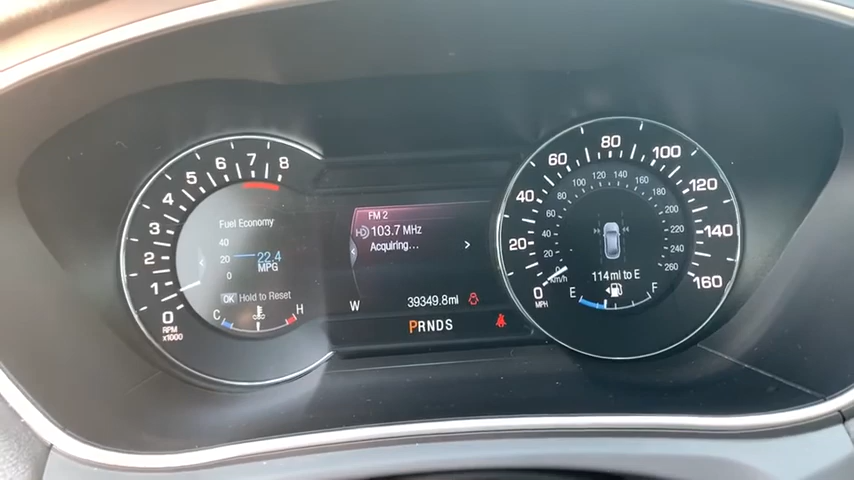 0 1 2 3 4 5 6 7 8
RPM
x1000
Fuel Economy
40
20
0
22.4
MPG
OK Hold to Reset
C H
FM 2
HD 103.7 MHz
Acquiring...
W 39349.8mi
PRNDS
0 20 40 60 80 100 120 140 160
MPH
0 20 40 60 80 100 120 140 160 180 200 220 240 260
km/h
114mi to E
E F